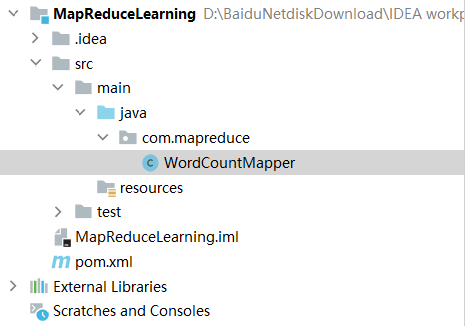 MapReduceLearning D:\BaiduNetdiskDownload\IDEA workp
.idea
src
main
java
com.mapreduce
C WordCountMapper
resources
test
MapReduceLearning.iml
m pom.xml
External Libraries
Scratches and Consoles